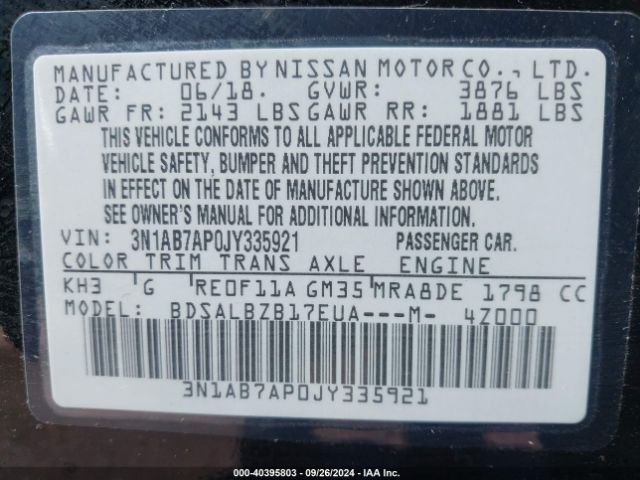 MANUFACTURED BY NISSAN MOTOR CO., LTD.
DATE: 06/18. GVWR: 3876 LBS
GAWR FR: 2143 LBS GAWR RR: 1881 LBS
THIS VEHICLE CONFORMS TO ALL APPLICABLE FEDERAL MOTOR
VEHICLE SAFETY, BUMPER AND THEFT PREVENTION STANDARDS
IN EFFECT ON THE DATE OF MANUFACTURE SHOWN ABOVE.
SEE OWNER'S MANUAL FOR ADDITIONAL INFORMATION.
VIN: 3N1AB7AP0JY335921 PASSENGER CAR
COLOR TRIM TRANS AXLE ENGINE
KH3 G RE0F11A GM35 MRA8DE 1798 CC
MODEL: BDSALBZB17EUA---M- 4Z000
3N1AB7AP0JY335921
000-40395803 - 09/26/2024 - IAA Inc.